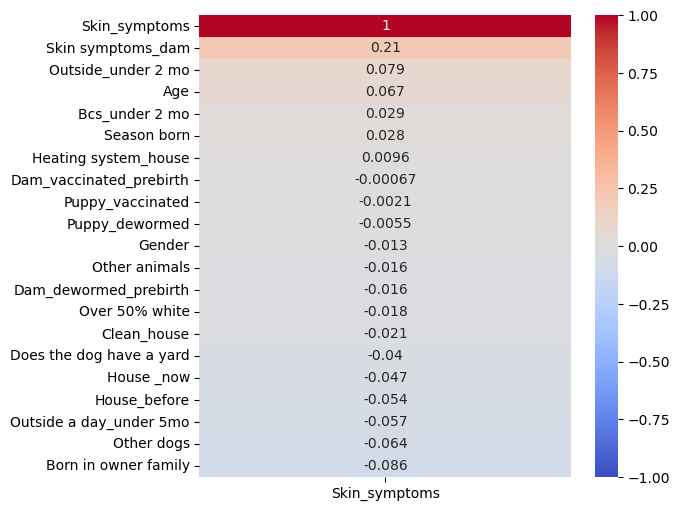 Skin_symptoms 1
Skin symptoms_dam 0.21
Outside_under 2 mo 0.079
Age 0.067
Bcs_under 2 mo 0.029
Season born 0.028
Heating system_house 0.0096
Dam_vaccinated_prebirth -0.00067
Puppy_vaccinated -0.0021
Puppy_dewormed -0.0055
Gender -0.013
Other animals -0.016
Dam_dewormed_prebirth -0.016
Over 50% white -0.018
Clean_house -0.021
Does the dog have a yard -0.04
House _now -0.047
House_before -0.054
Outside a day_under 5mo -0.057
Other dogs -0.064
Born in owner family -0.086
Skin_symptoms
1.00
0.75
0.50
0.25
0.00
−0.25
−0.50
−0.75
−1.00